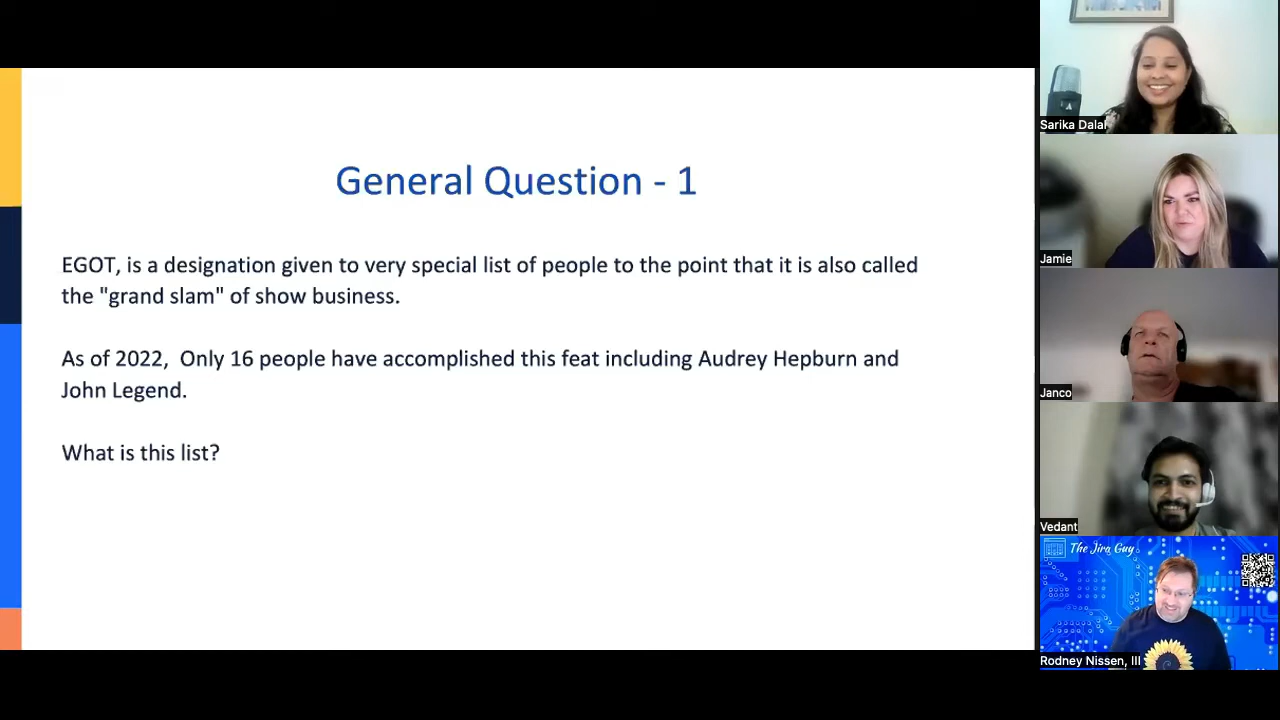 General Question - 1
EGOT, is a designation given to very special list of people to the point that it is also called
the "grand slam" of show business.
As of 2022,  Only 16 people have accomplished this feat including Audrey Hepburn and
John Legend.
What is this list?
Sarika Dalal
Jamie
Janco
Vedant
The Jira Guy
Rodney Nissen, III